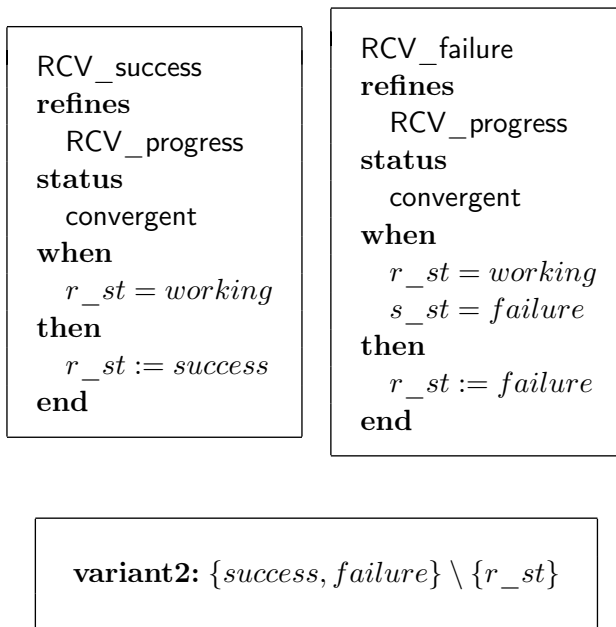 RCV_success
refines
RCV_progress
status
convergent
when
r_st = working
then
r_st := success
end
RCV_failure
refines
RCV_progress
status
convergent
when
r_st = working
s_st = failure
then
r_st := failure
end
variant2: {success, failure} \ {r_st}